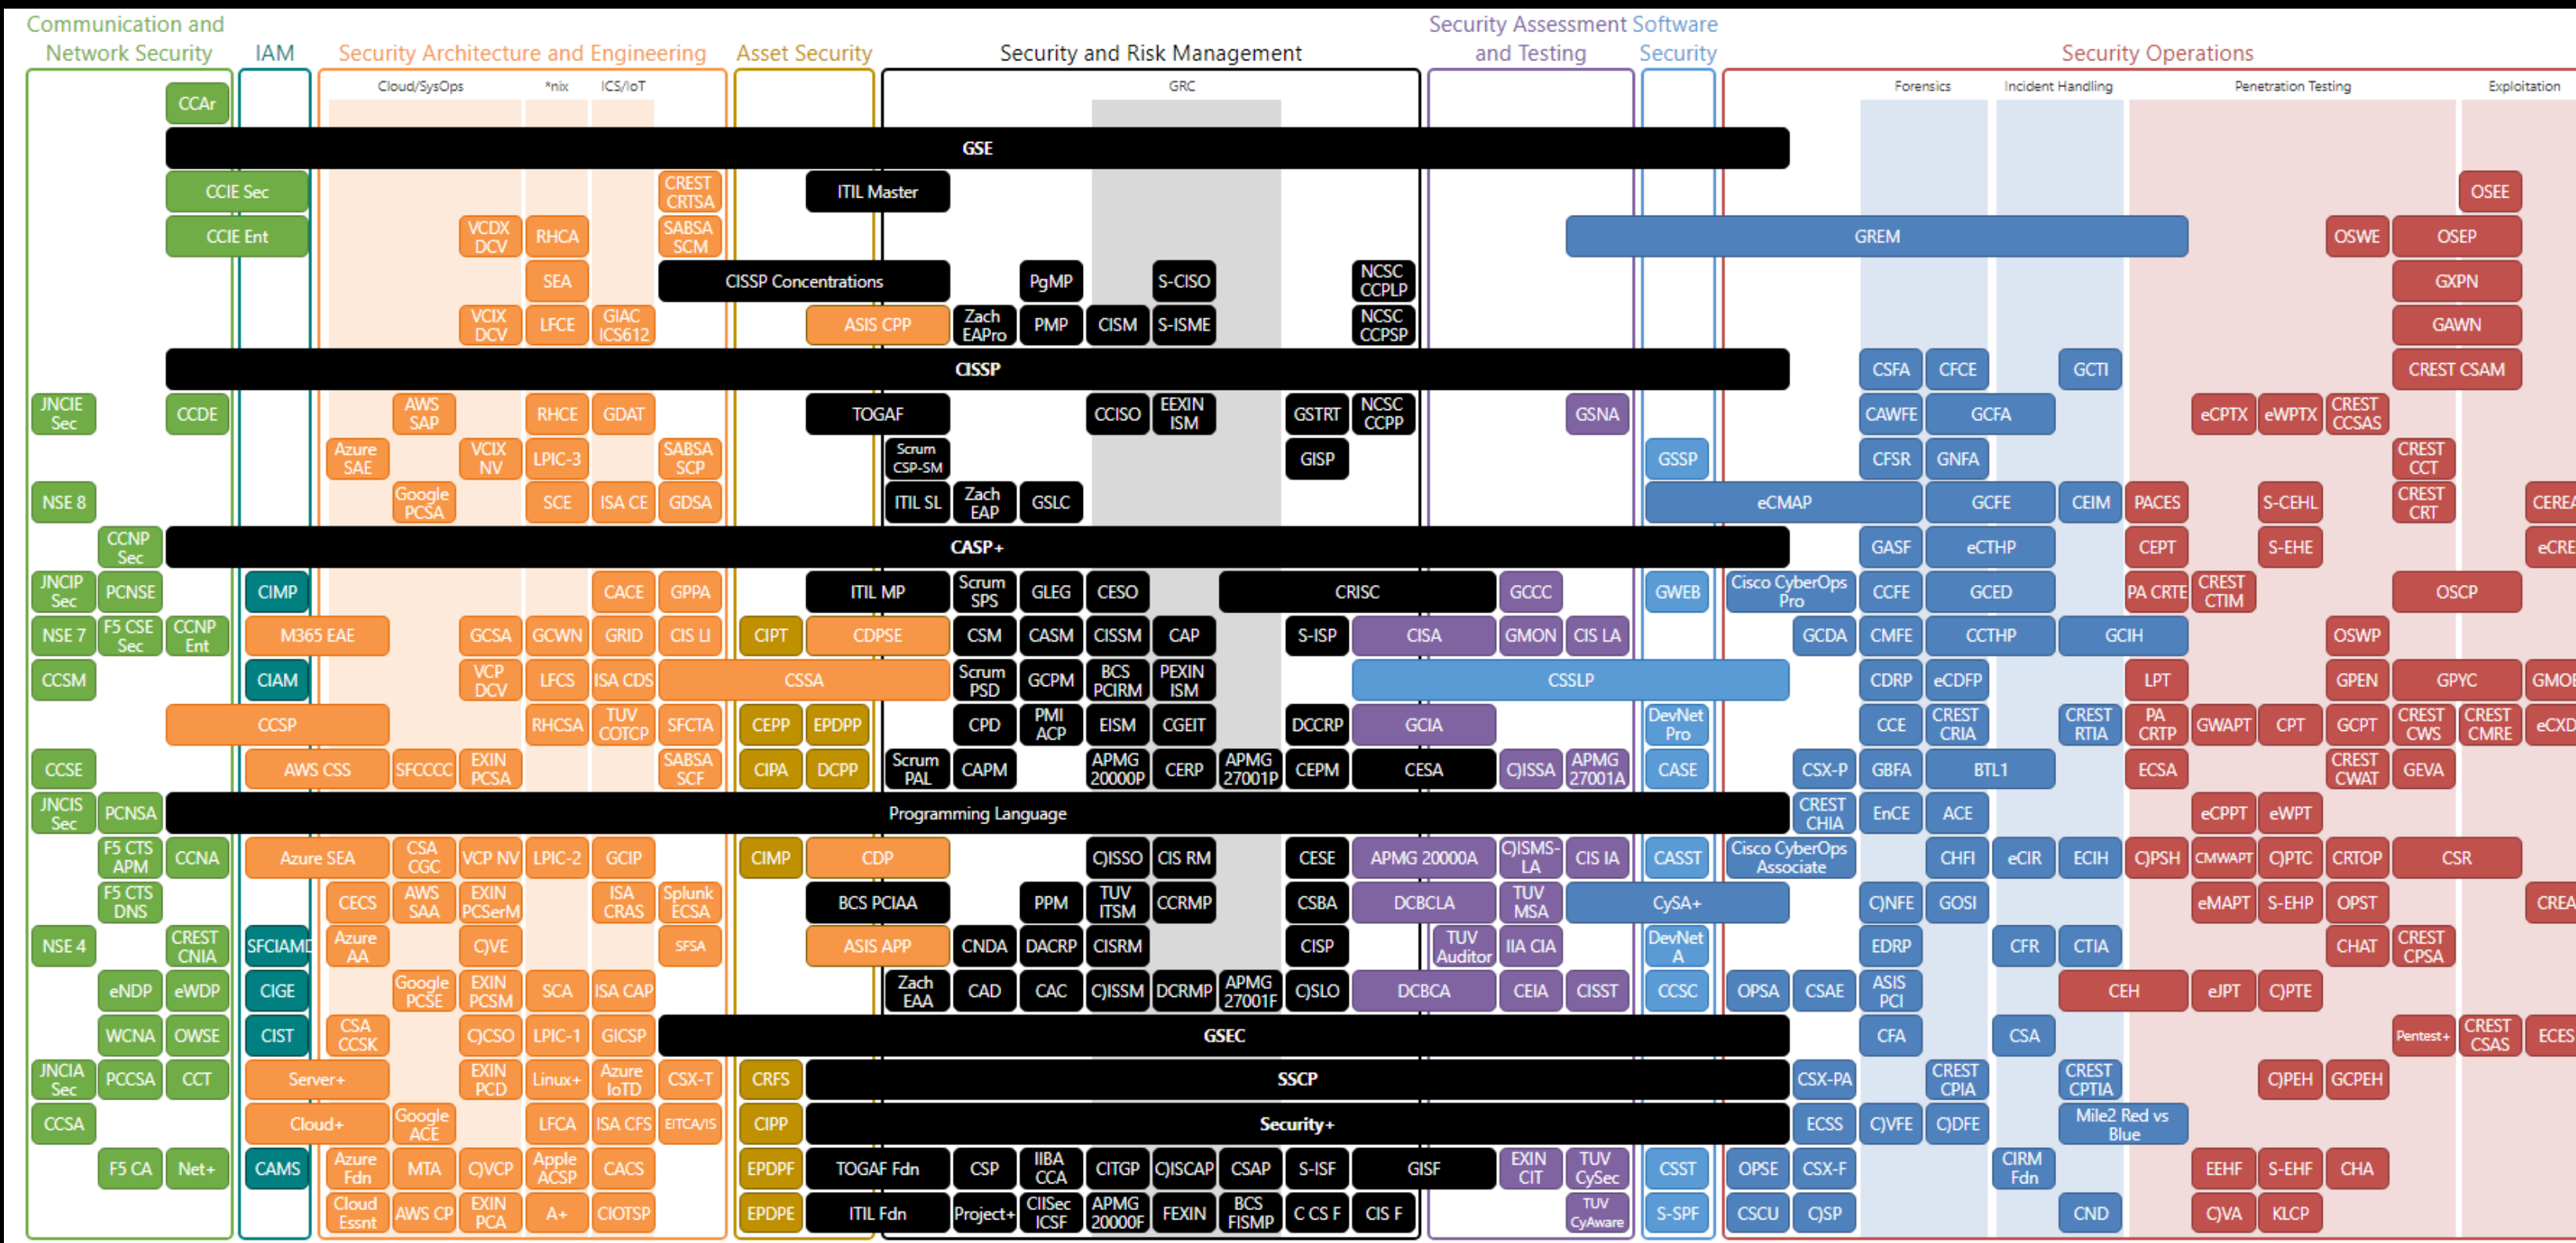 Communication and
Network Security
IAM
Security Architecture and Engineering
Asset Security
Security and Risk Management
Security Assessment
and Testing
Software
Security
Security Operations
Cloud/SysOps *nix ICS/IoT GRC Forensics Incident Handling Penetration Testing Exploitation
CCAr
GSE
CCIE Sec CREST CRTSA ITIL Master OSEE
CCIE Ent VCDX DCV RHCA SABSA SCM GREM OSWE OSEP
SEA CISSP Concentrations PgMP S-CISO NCSC CCPLP GXPN
VCIX DCV LFCE GIAC ICS612 ASIS CPP Zach EAPro PMP CISM S-ISME NCSC CCPSP GAWN
CISSP CSFA CFCE GCTI CREST CSAM
JNCIE Sec CCDE AWS SAP RHCE GDAT TOGAF CCISO EEXIN ISM GSTRT NCSC CCPP GSNA CAWFE GCFA eCPTX eWPTX CREST CCSAS
Azure SAE VCIX NV LPIC-3 SABSA SCP Scrum CSP-SM GISP GSSP CFSR GNFA CREST CCT
NSE 8 Google PCSA SCE ISA CE GDSA ITIL SL Zach EAP GSLC eCMAP GCFE CEIM PACES S-CEHL CREST CRT CEREA
CCNP Sec CASP+ GASF eCTHP CEPT S-EHE eCRE
JNCIP Sec PCNSE CIMP CACE GPPA ITIL MP Scrum SPS GLEG CESO CRISC GCCC GWEB Cisco CyberOps Pro CCFE GCED PA CRTE CREST CTIM OSCP
NSE 7 F5 CSE Sec CCNP Ent M365 EAE GCSA GCWN GRID CIS LI CIPT CDPSE CSM CASM CISSM CAP S-ISP CISA GMON CIS LA GCDA CMFE CCTHP GCIH OSWP
CCSM CIAM VCP DCV LFCS ISA CDS CSSA Scrum PSD GCPM BCS PCIRM PEXIN ISM CSSLP CDRP eCDFP LPT GPEN GPYC GMOB
CCSP RHCSA TUV COTCP SFCTA CEPP EPDPP CPD PMI ACP EISM CGEIT DCCRP GCIA DevNet Pro CCE CREST CRIA CREST RTIA PA CRTP GWAPT CPT GCPT CREST CWS CREST CMRE eCXD
CCSE AWS CSS SFCCCC EXIN PCSA SABSA SCF CIPA DCPP Scrum PAL CAPM APMG 20000P CERP APMG 27001P CEPM CESA C)ISSA APMG 27001A CASE CSX-P GBFA BTL1 ECSA CREST CWAT GEVA
JNCIS Sec PCNSA Programming Language CREST CHIA EnCE ACE eCPPT eWPT
F5 CTS APM CCNA Azure SEA CSA CGC VCP NV LPIC-2 GCIP CIMP CDP C)ISSO CIS RM CESE APMG 20000A C)ISMS-LA CIS IA CASST Cisco CyberOps Associate CHFI eCIR ECIH C)PSH CMWAPT C)PTC CRTOP CSR
F5 CTS DNS CECS AWS SAA EXIN PCSerM ISA CRAS Splunk ECSA BCS PCIAA PPM TUV ITSM CCRMP CSBA DCBCLA TUV MSA CySA+ C)NFE GOSI eMAPT S-EHP OPST CREA
NSE 4 CREST CNIA SFCIAMD Azure AA C)VE SFSA ASIS APP CNDA DACRP CISRM CISP TUV Auditor IIA CIA DevNet A EDRP CFR CTIA CHAT CREST CPSA
eNDP eWDP CIGE Google PCSE EXIN PCSM SCA ISA CAP Zach EAA CAD CAC C)ISSM DCRMP APMG 27001F C)SLO DCBCA CEIA CISST CCSC OPSA CSAE ASIS PCI CEH eJPT C)PTE
WCNA OWSE CIST CSA CCSK C)CSO LPIC-1 GICSP GSEC CFA CSA Pentest+ CREST CSAS ECES
JNCIA Sec PCCSA CCT Server+ EXIN PCD Linux+ Azure IoTD CSX-T CRFS SSCP CSX-PA CREST CPIA CREST CPTIA C)PEH GCPEH
CCSA Cloud+ Google ACE LFCA ISA CFS EITCA/IS CIPP Security+ ECSS C)VFE C)DFE Mile2 Red vs Blue
F5 CA Net+ CAMS Azure Fdn MTA C)VCP Apple ACSP CACS EPDPF TOGAF Fdn CSP IIBA CCA CITGP C)ISCAP CSAP S-ISF GISF EXIN CIT TUV CySec CSST OPSE CSX-F CIRM Fdn EEHF S-EHF CHA
Cloud Essnt AWS CP EXIN PCA A+ CIOTSP EPDPE ITIL Fdn Project+ CIISec ICSF APMG 20000F FEXIN BCS FISMP C CS F CIS F TUV CyAware S-SPF CSCU C)SP CND C)VA KLCP